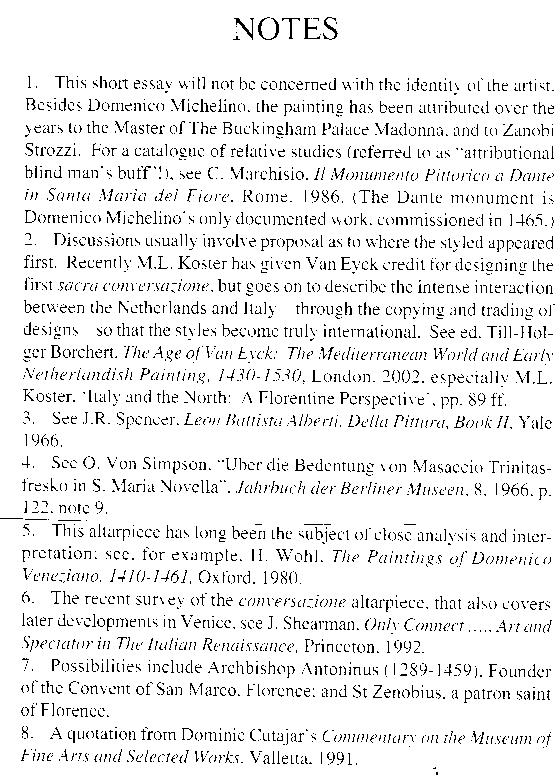 NOTES
1. This short essay will not be concerned with the identity of the artist.
Besides Domenico Michelino, the painting has been attributed over the
years to the Master of The Buckingham Palace Madonna, and to Zanobi
Strozzi. For a catalogue of relative studies (referred to as "attributional
blind man's buff"!), see C. Marchisio, Il Monumento Pittorico a Dante
in Santa Maria del Fiore, Rome, 1986. (The Dante monument is
Domenico Michelino's only documented work, commissioned in 1465.)
2. Discussions usually involve proposal as to where the styled appeared
first. Recently M.L. Koster has given Van Eyck credit for designing the
first sacra conversazione, but goes on to describe the intense interaction
between the Netherlands and Italy through the copying and trading of
designs so that the styles become truly international. See ed. Till-Hol-
ger Borchert, The Age of Van Eyck: The Mediterranean World and Early
Netherlandish Painting, 1430-1530, London, 2002, especially M.L.
Koster, 'Italy and the North: A Florentine Perspective', pp. 89 ff.
3. See J.R. Spencer, Leon Battista Alberti, Della Pittura, Book II, Yale
1966.
4. See O. Von Simpson, "Uber die Bedentung von Masaccio Trinitas-
fresko in S. Maria Novella", Jahrbuch der Berliner Museen, 8, 1966, p.
122, note 9.
5. This altarpiece has long been the subject of close analysis and inter-
pretation; see, for example, H. Wohl, The Paintings of Domenico
Veneziano, 1410-1461, Oxford, 1980.
6. The recent survey of the conversazione altarpiece, that also covers
later developments in Venice, see J. Shearman, Only Connect ..... Art and
Spectator in The Italian Renaissance, Princeton, 1992.
7. Possibilities include Archbishop Antoninus (1289-1459), Founder
of the Convent of San Marco, Florence; and St Zenobius, a patron saint
of Florence.
8. A quotation from Dominic Cutajar's Commentary on the Museum of
Fine Arts and Selected Works, Valletta, 1991.